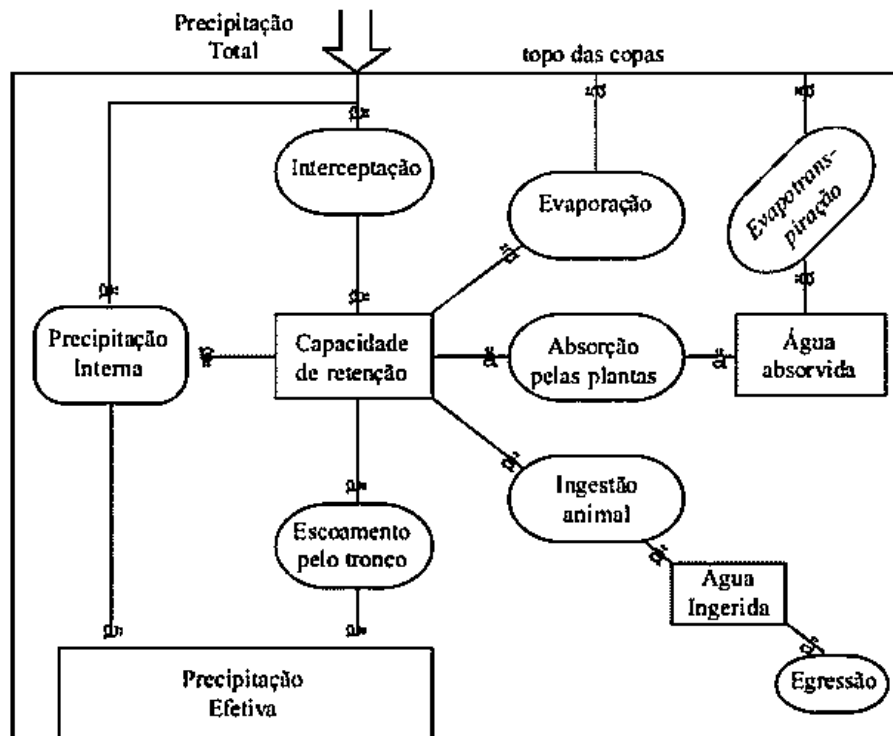 Precipitação
Total
topo das copas
Interceptação
Evaporação
Evapotrans-
piração
Precipitação
Interna
Capacidade
de retenção
Absorção
pelas plantas
Água
absorvida
Ingestão
animal
Escoamento
pelo tronco
Agua
Ingerida
Precipitação
Efetiva
Egressão